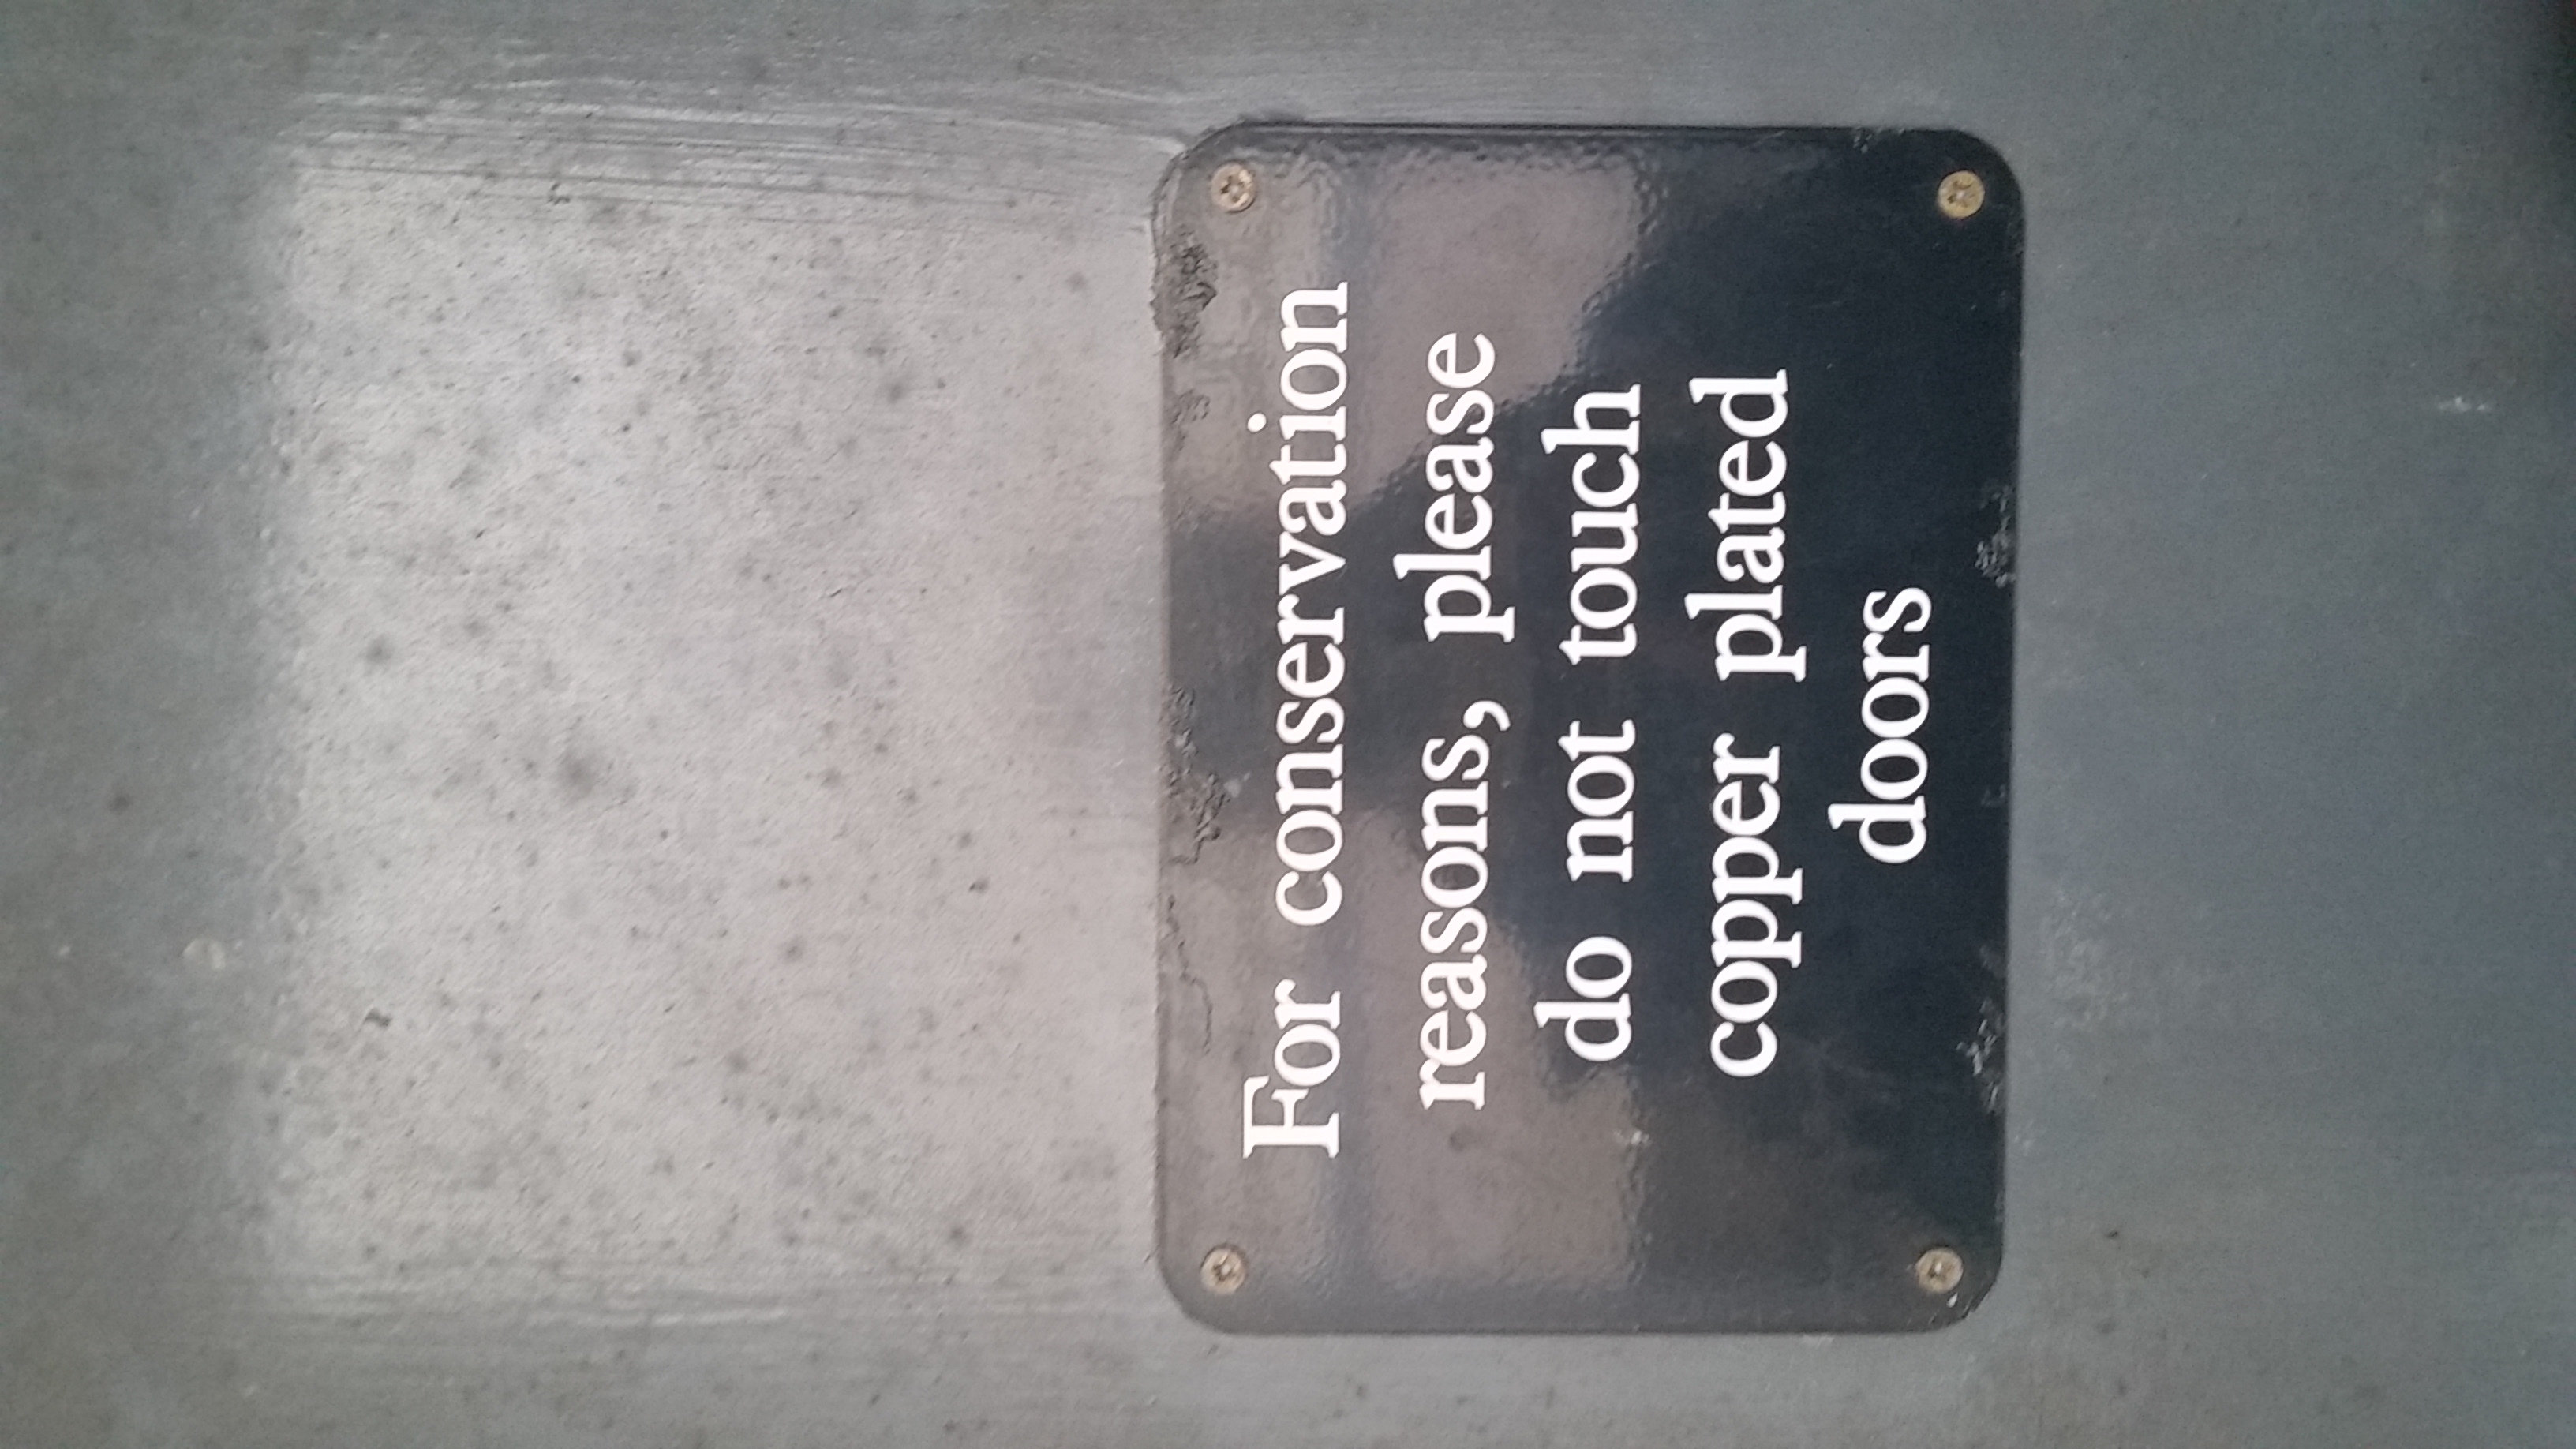 For conservation
reasons, please
do not touch
copper plated
doors